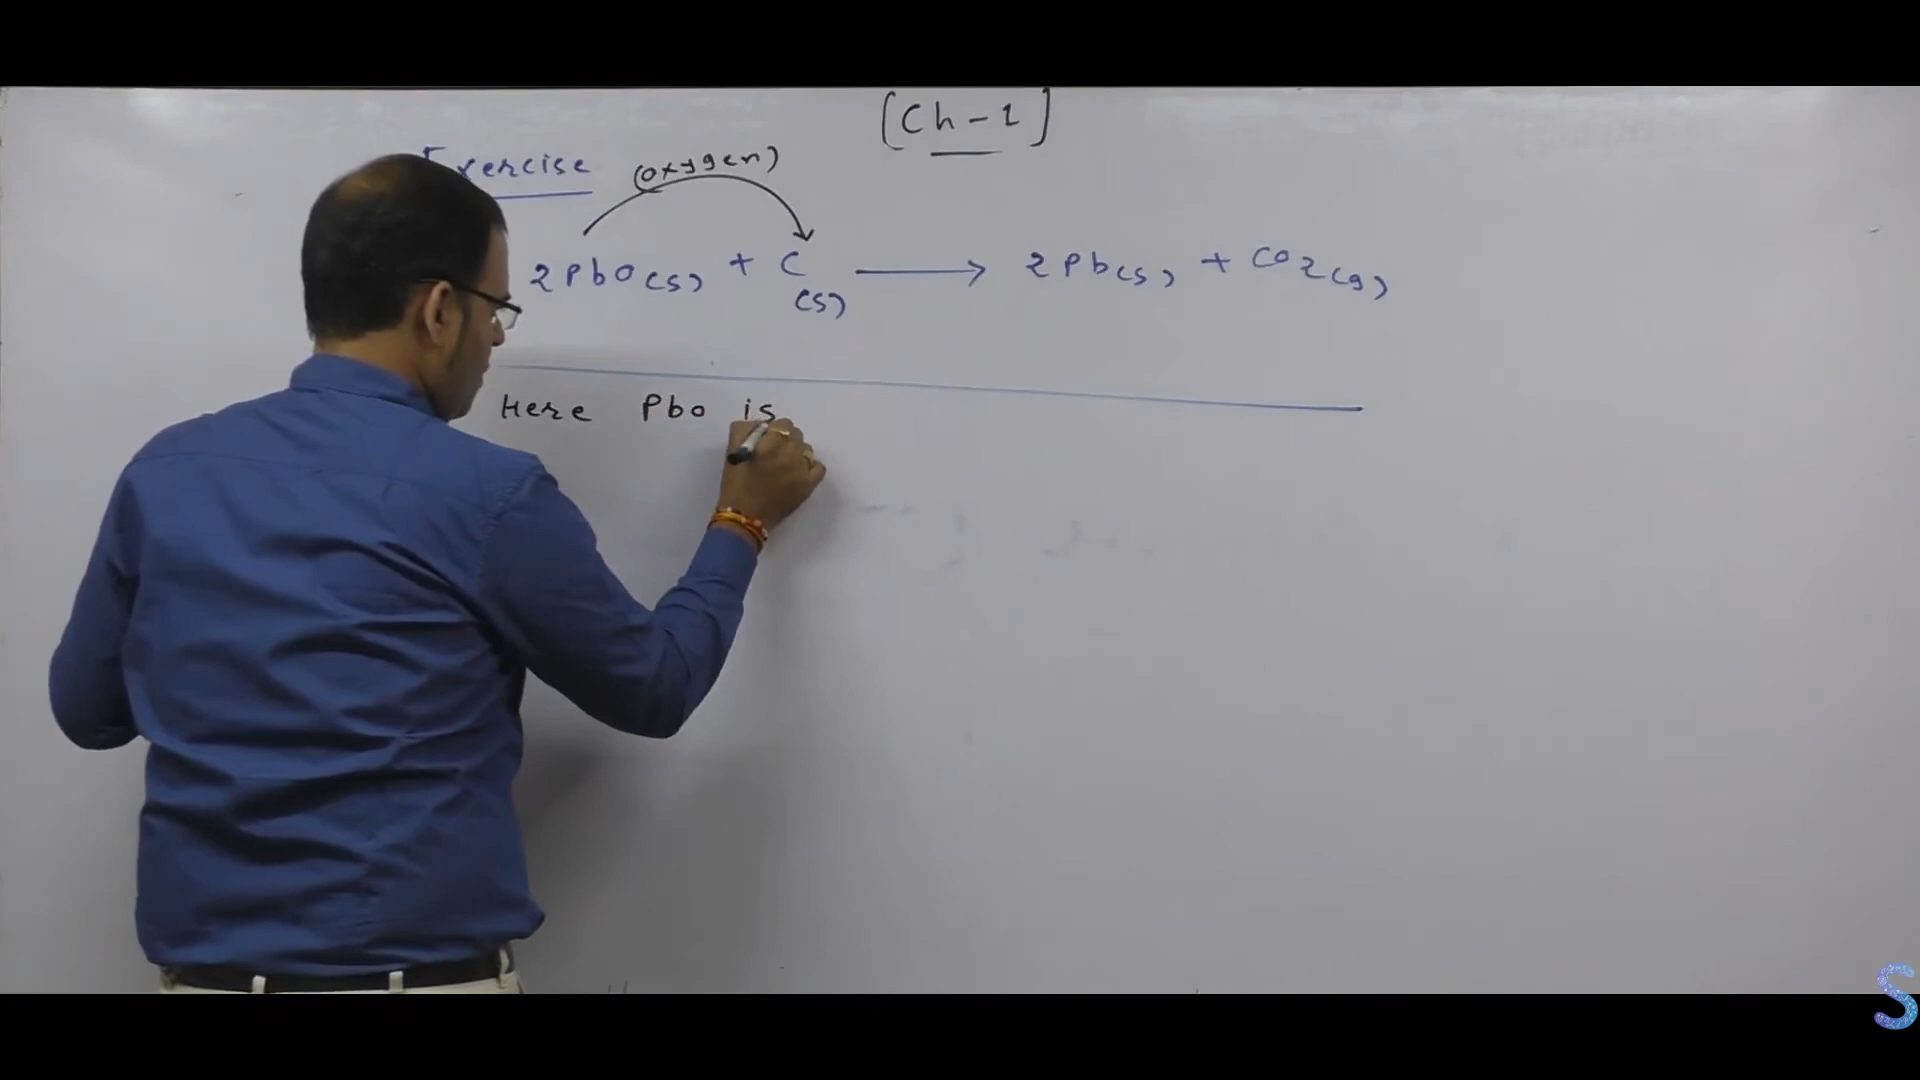 [Ch-1]
Exercise (oxygen)
2PbO(s) + C(s) ⟶ 2Pb(s) + CO2(g)
Here Pbo is
S